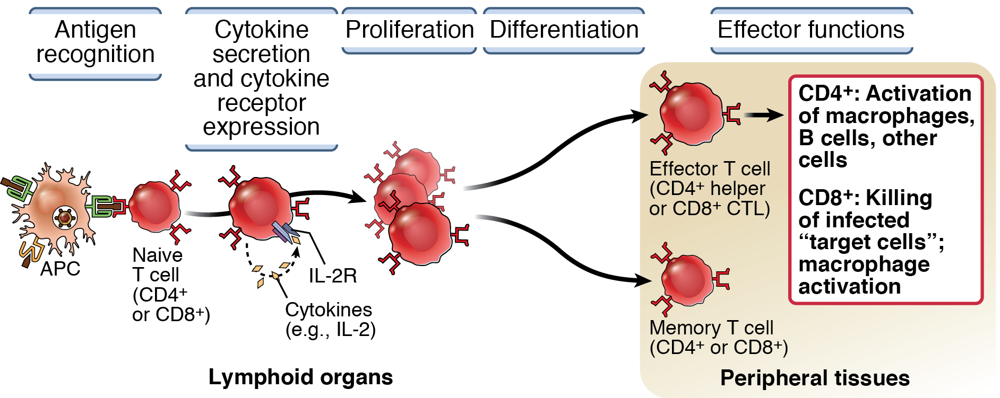 Antigen
recognition
Cytokine
secretion
and cytokine
receptor
expression
Proliferation
Differentiation
Effector functions
APC
Naive
T cell
(CD4+
or CD8+)
IL-2R
Cytokines
(e.g., IL-2)
Effector T cell
(CD4+ helper
or CD8+ CTL)
Memory T cell
(CD4+ or CD8+)
CD4+: Activation
of macrophages,
B cells, other
cells
CD8+: Killing
of infected
“target cells”;
macrophage
activation
Lymphoid organs
Peripheral tissues